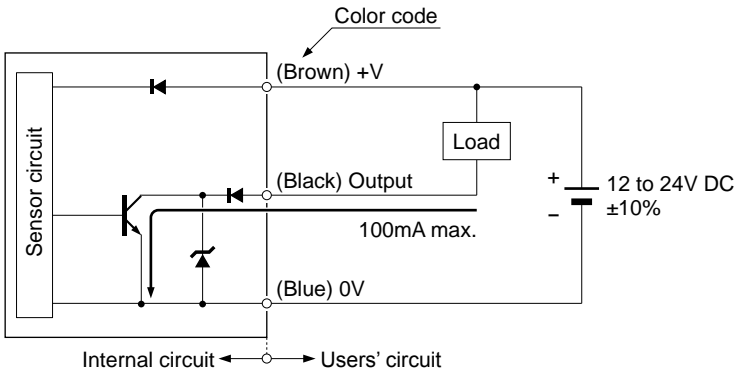 Color code
(Brown) +V
Sensor circuit
Load
(Black) Output
+
−
12 to 24V DC
±10%
100mA max.
(Blue) 0V
Internal circuit
Users’ circuit